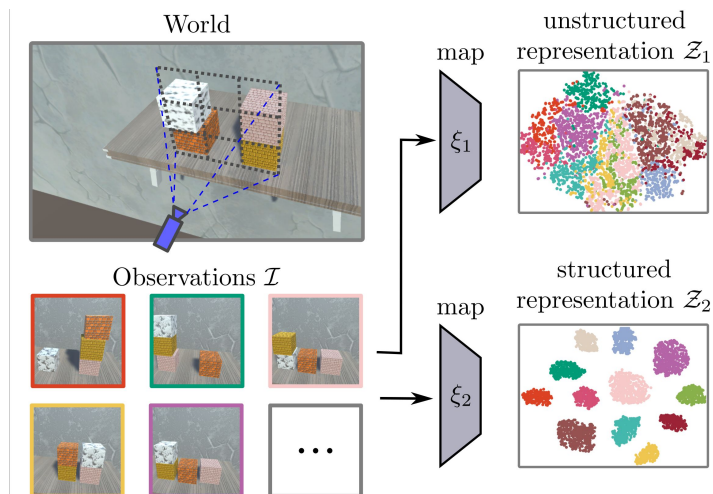 World
map
unstructured
representation 𝒵₁
ξ₁
Observations ℐ
map
structured
representation 𝒵₂
ξ₂
...